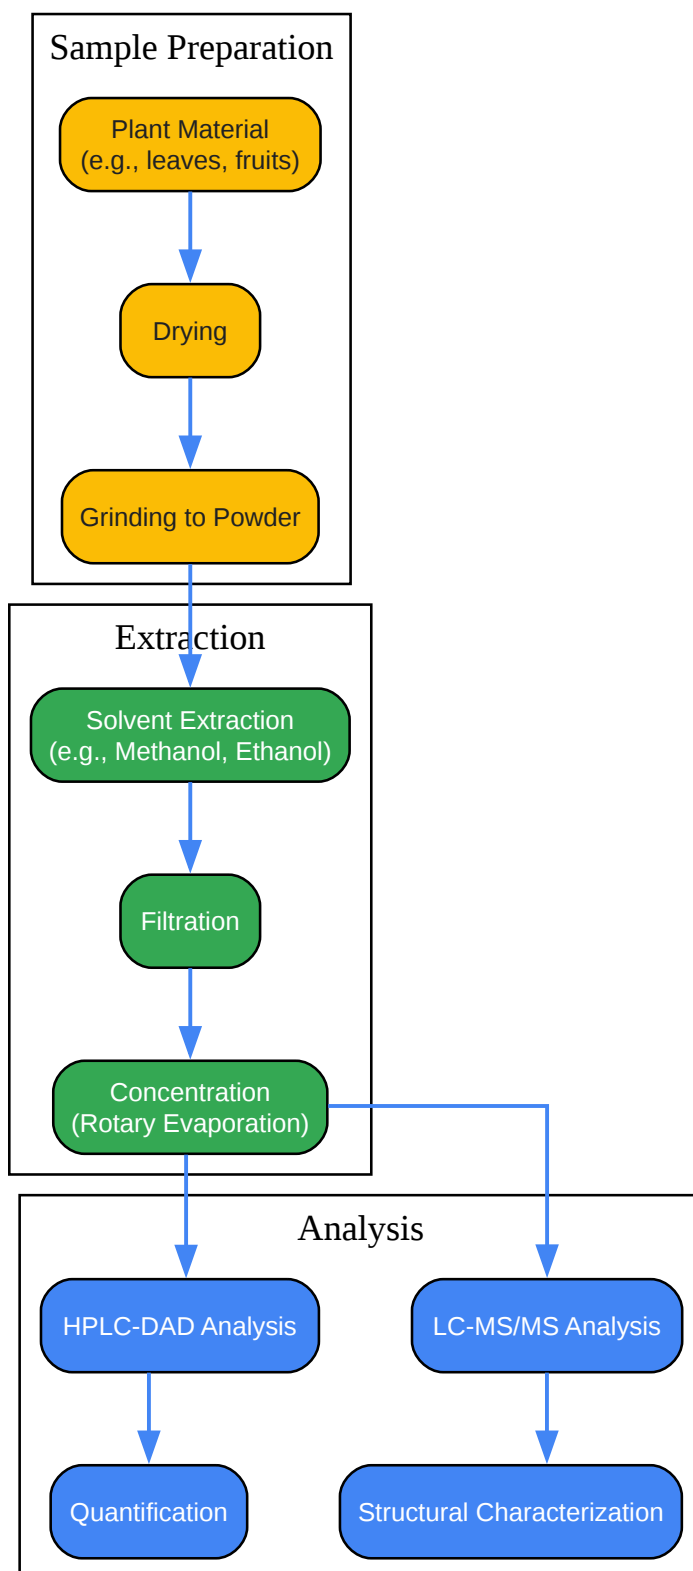 Sample Preparation
Plant Material
(e.g., leaves, fruits)
Drying
Grinding to Powder
Extraction
Solvent Extraction
(e.g., Methanol, Ethanol)
Filtration
Concentration
(Rotary Evaporation)
Analysis
HPLC-DAD Analysis
LC-MS/MS Analysis
Quantification
Structural Characterization